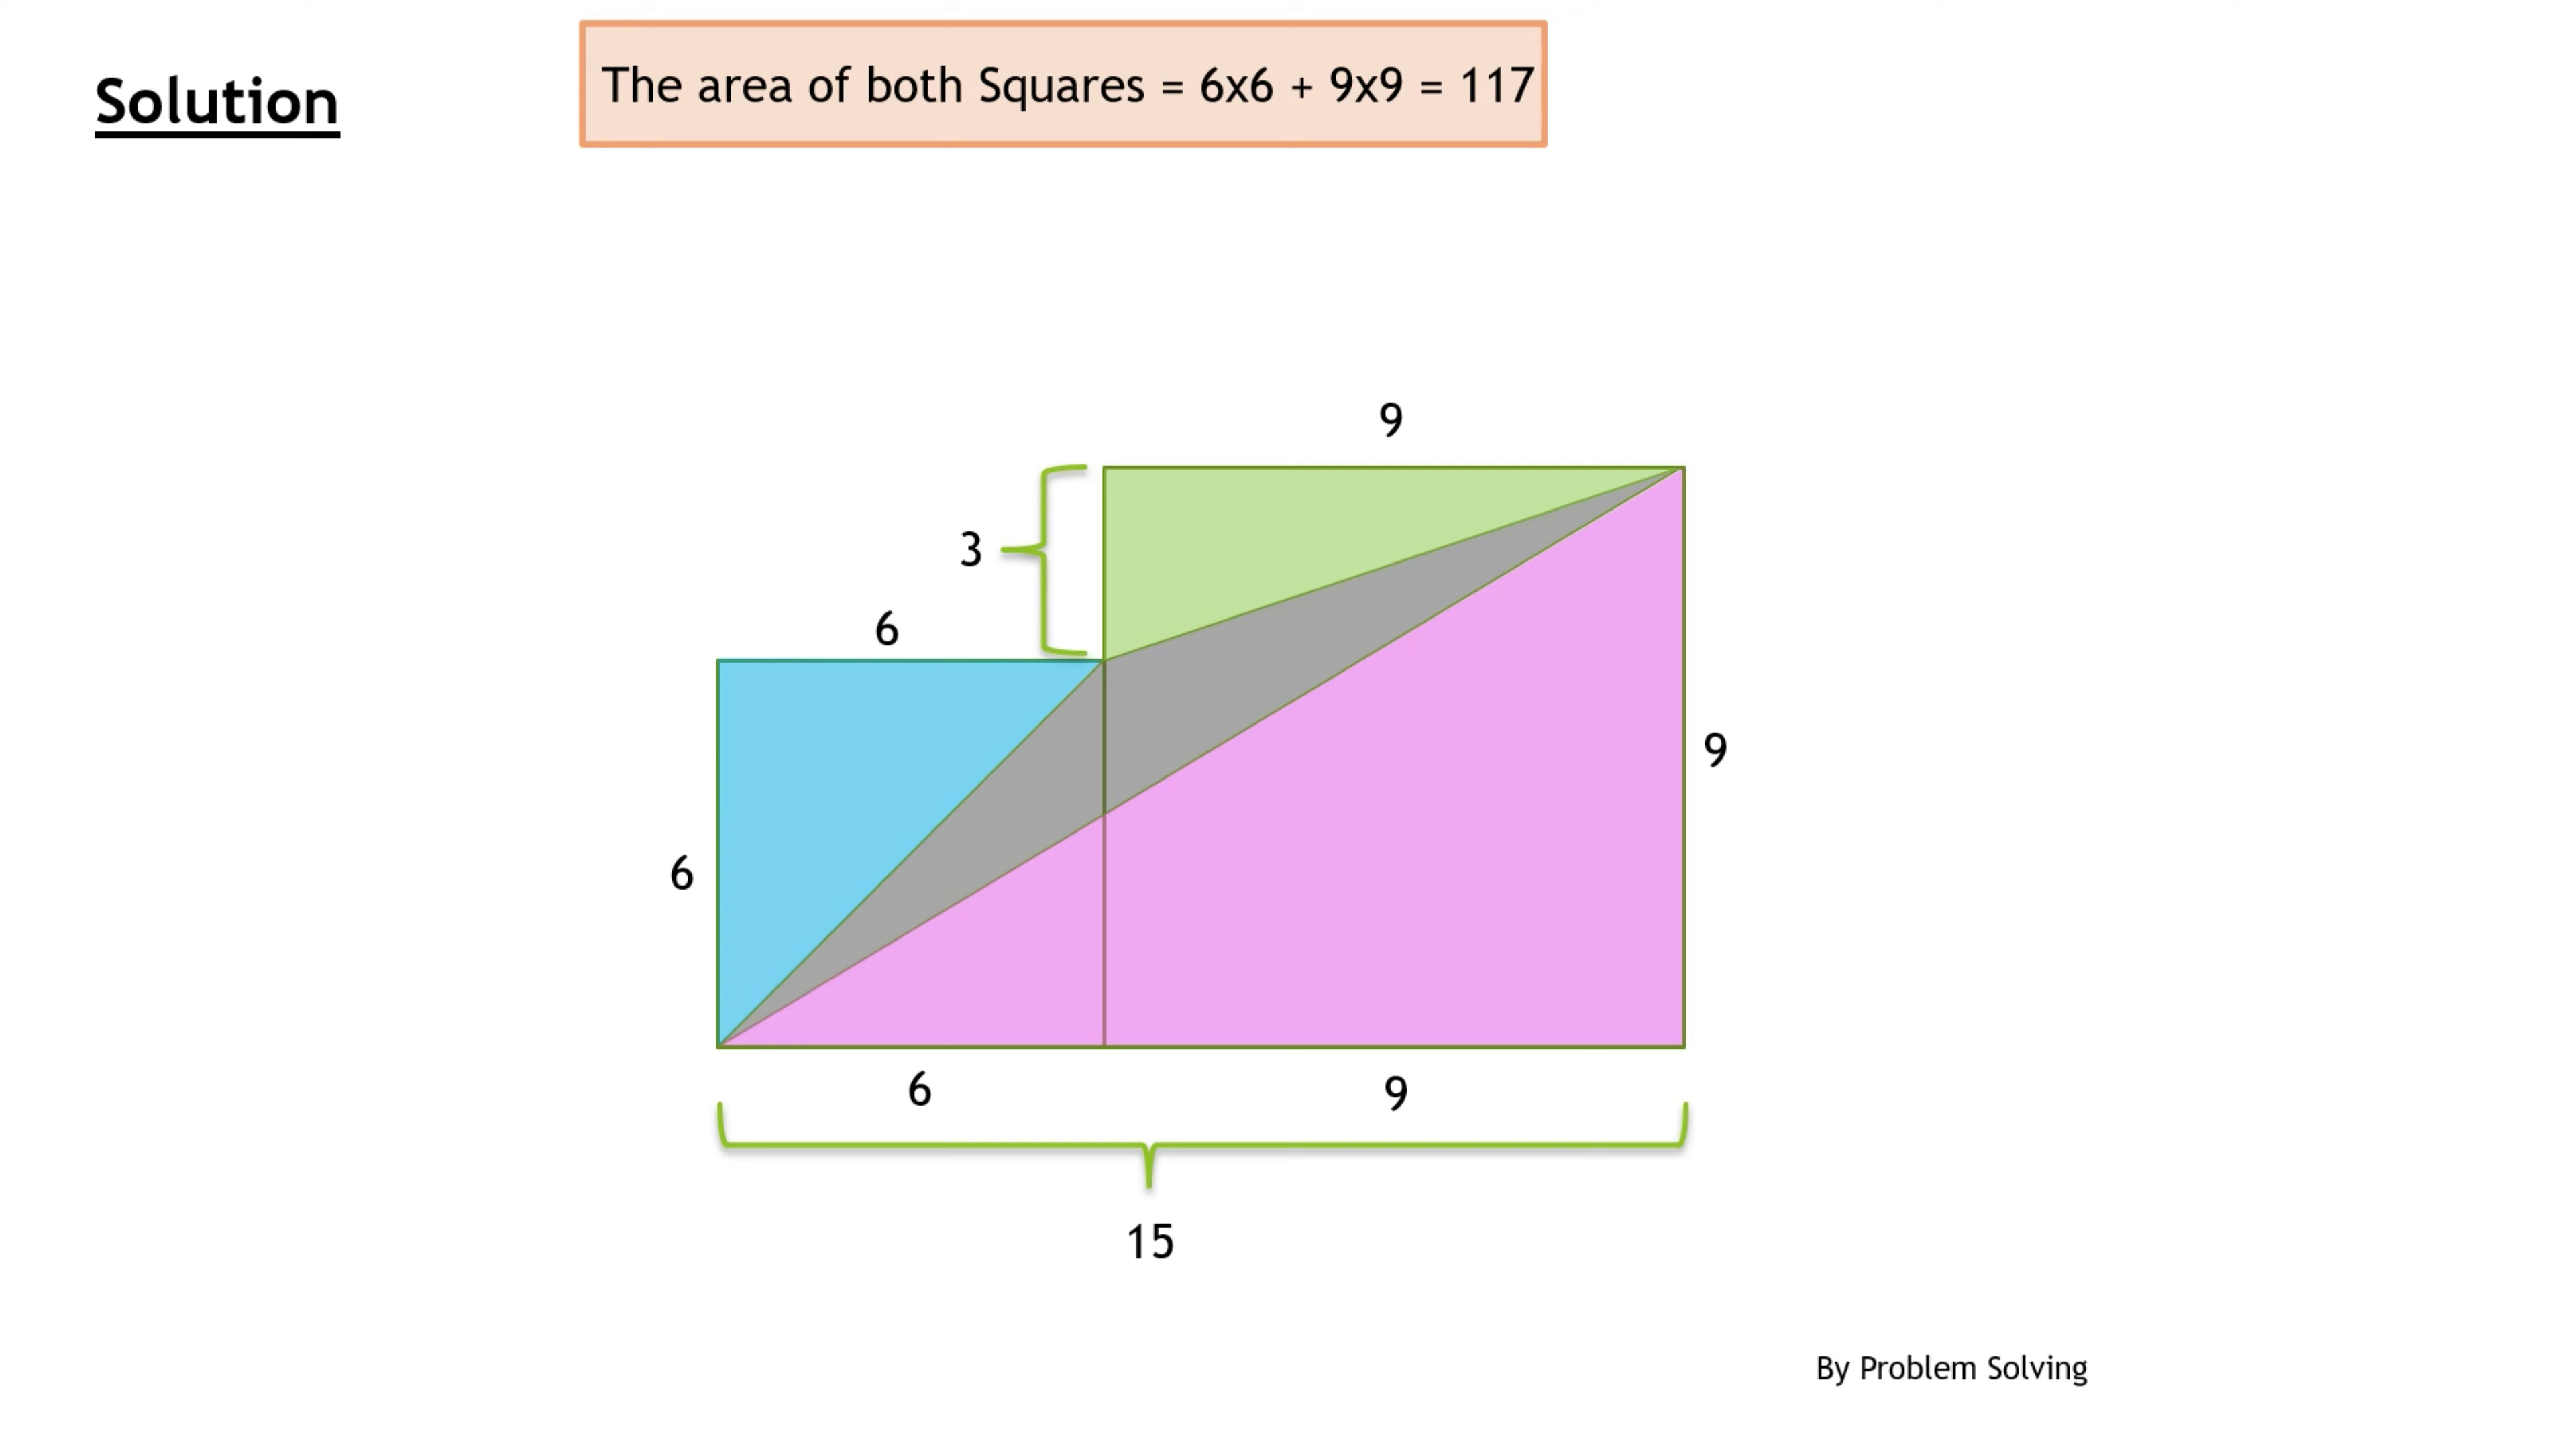 Solution
The area of both Squares = 6x6 + 9x9 = 117
9
3
6
9
6
6
9
15
By Problem Solving